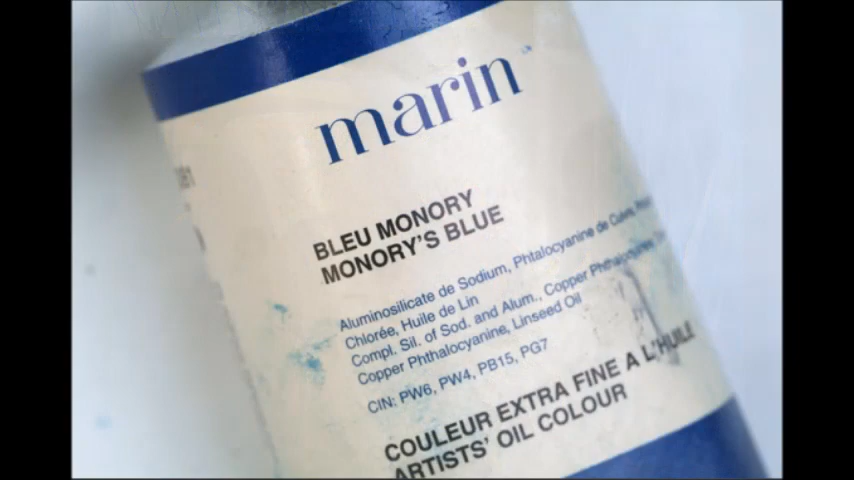 marin
BLEU MONORY
MONORY'S BLUE
Aluminosilicate de Sodium, Phtalocyanine de Cuivre,
Chlorée, Huile de Lin
Compl. Sil. of Sod. and Alum., Copper Phthalocyanine,
Copper Phthalocyanine, Linseed Oil
CIN: PW6, PW4, PB15, PG7
COULEUR EXTRA FINE A L'HUILE
ARTISTS' OIL COLOUR